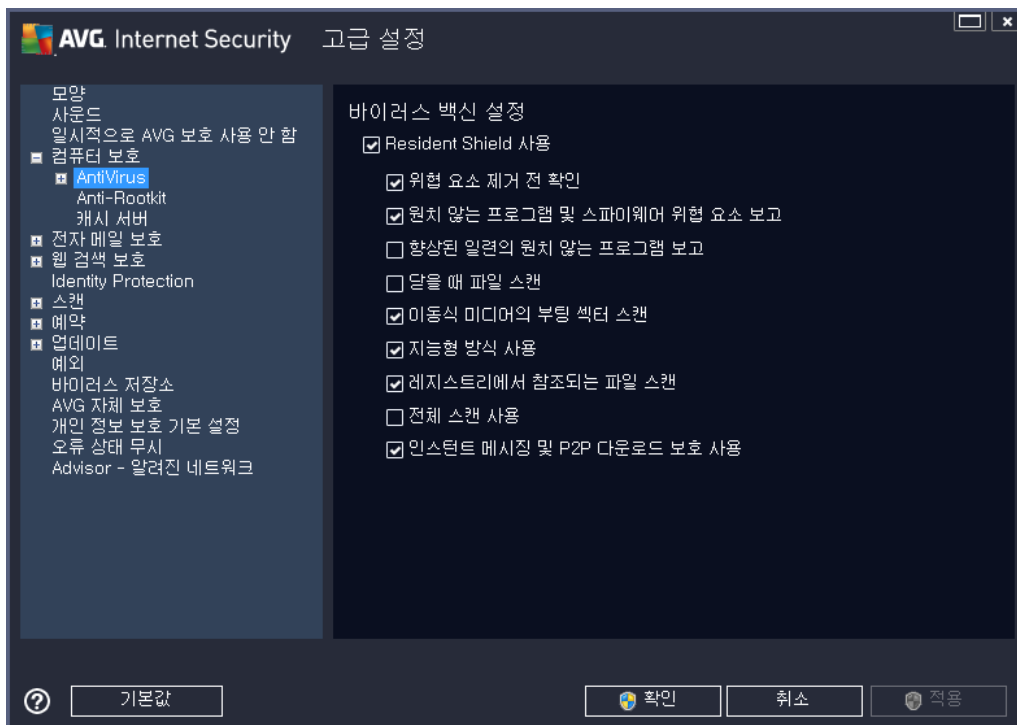 AVG. Internet Security 고급 설정
모양
사운드
일시적으로 AVG 보호 사용 안 함
컴퓨터 보호
AntiVirus
Anti-Rootkit
캐시 서버
전자 메일 보호
웹 검색 보호
Identity Protection
스캔
예약
업데이트
예외
바이러스 저장소
AVG 자체 보호
개인 정보 보호 기본 설정
오류 상태 무시
Advisor - 알려진 네트워크
바이러스 백신 설정
Resident Shield 사용
위협 요소 제거 전 확인
원치 않는 프로그램 및 스파이웨어 위협 요소 보고
향상된 일련의 원치 않는 프로그램 보고
닫을 때 파일 스캔
이동식 미디어의 부팅 섹터 스캔
지능형 방식 사용
레지스트리에서 참조되는 파일 스캔
전체 스캔 사용
인스턴트 메시징 및 P2P 다운로드 보호 사용
기본값
확인
취소
적용